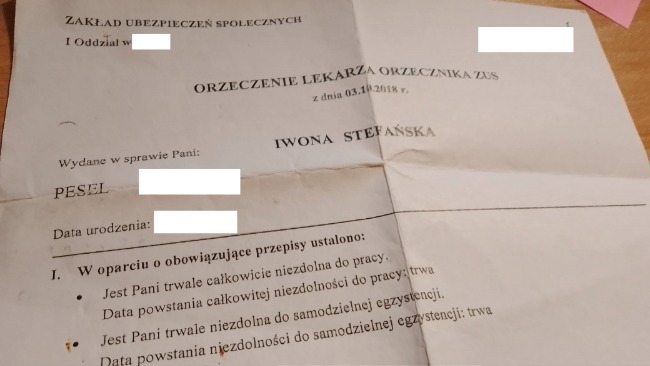 ZAKŁAD UBEZPIECZEŃ SPOŁECZNYCH
I Oddział w
ORZECZENIE LEKARZA ORZECZNIKA ZUS
z dnia 03.10.2018 r.
Wydane w sprawie Pani: IWONA STEFAŃSKA
PESEL
Data urodzenia:
I. W oparciu o obowiązujące przepisy ustalono:
• Jest Pani trwale całkowicie niezdolna do pracy.
Data powstania całkowitej niezdolności do pracy: trwa
• Jest Pani trwale niezdolna do samodzielnej egzystencji.
Data powstania niezdolności do samodzielnej egzystencji: trwa